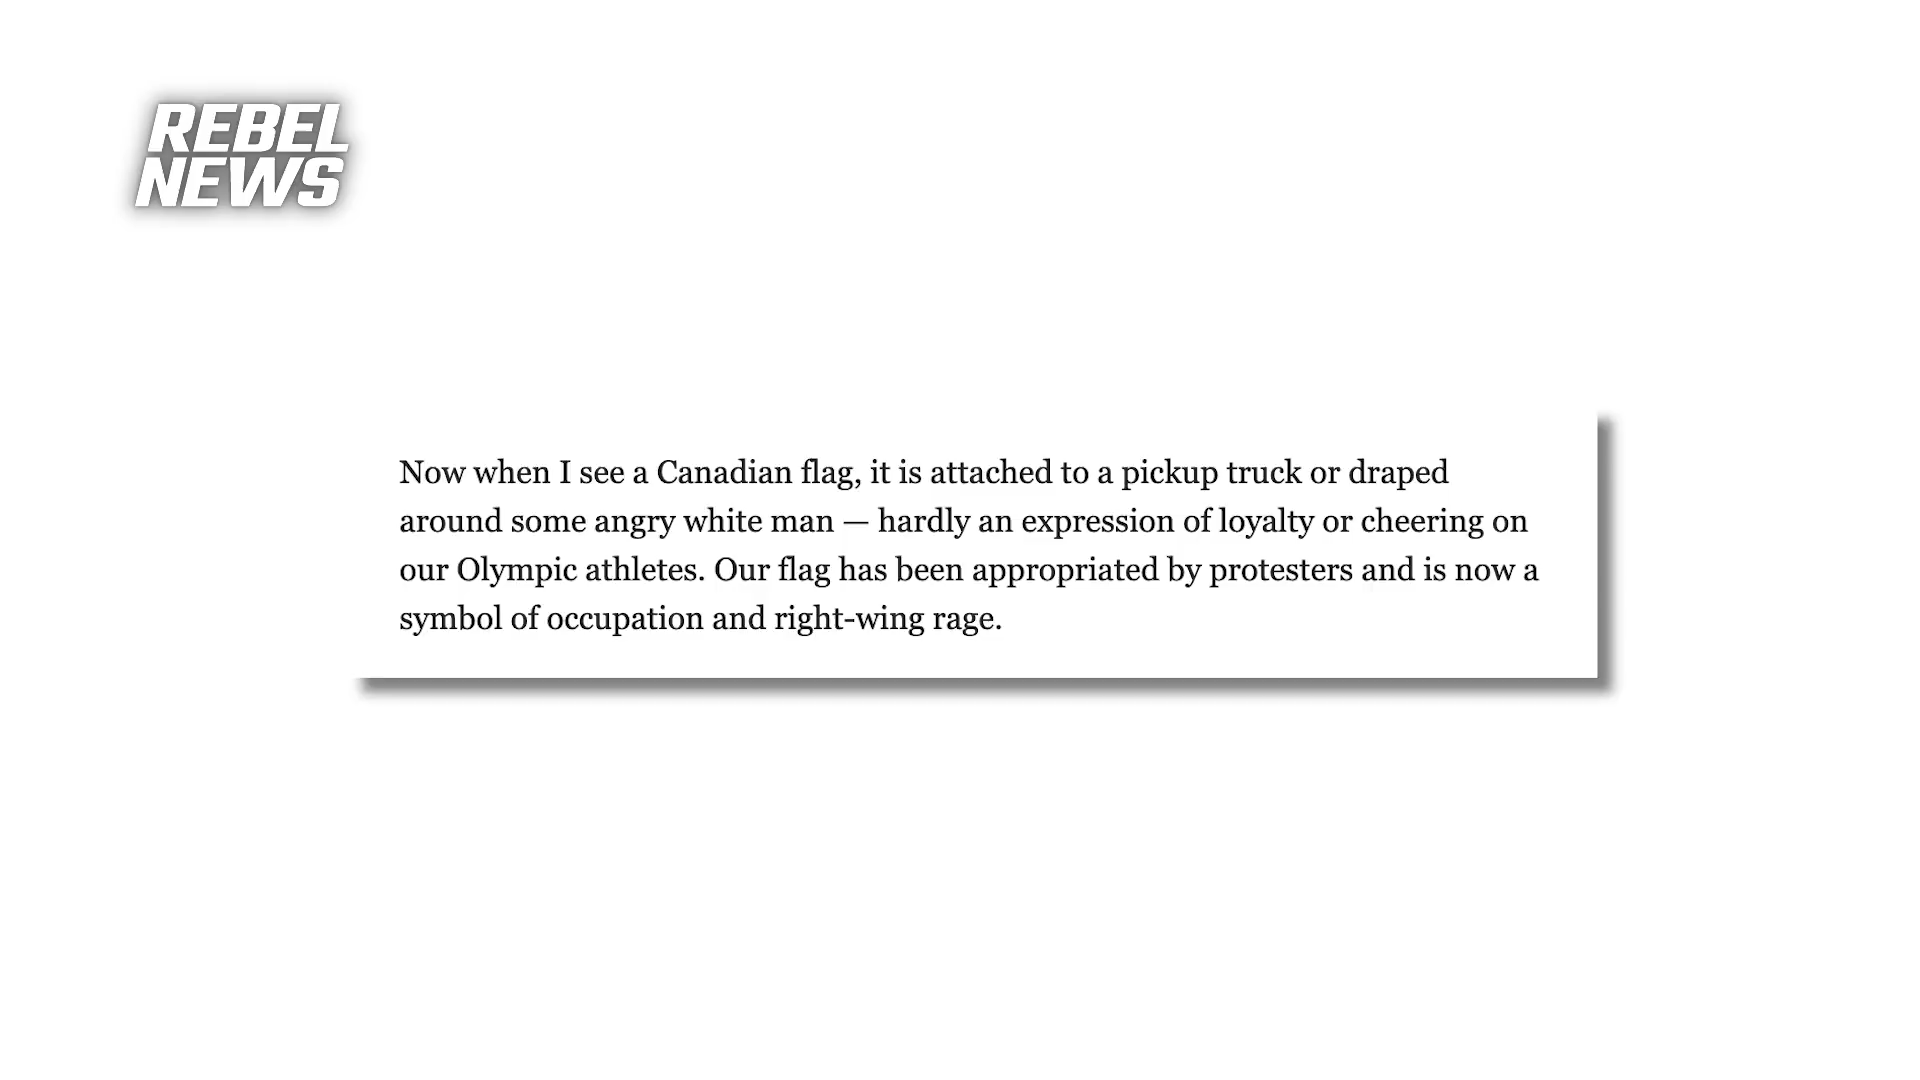 REBEL
NEWS
Now when I see a Canadian flag, it is attached to a pickup truck or draped
around some angry white man — hardly an expression of loyalty or cheering on
our Olympic athletes. Our flag has been appropriated by protesters and is now a
symbol of occupation and right-wing rage.